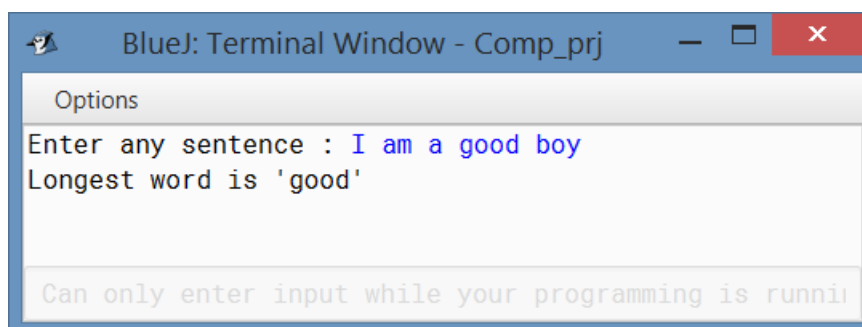 BlueJ: Terminal Window - Comp_prj
Options
Enter any sentence : I am a good boy
Longest word is 'good'
Can only enter input while your programming is